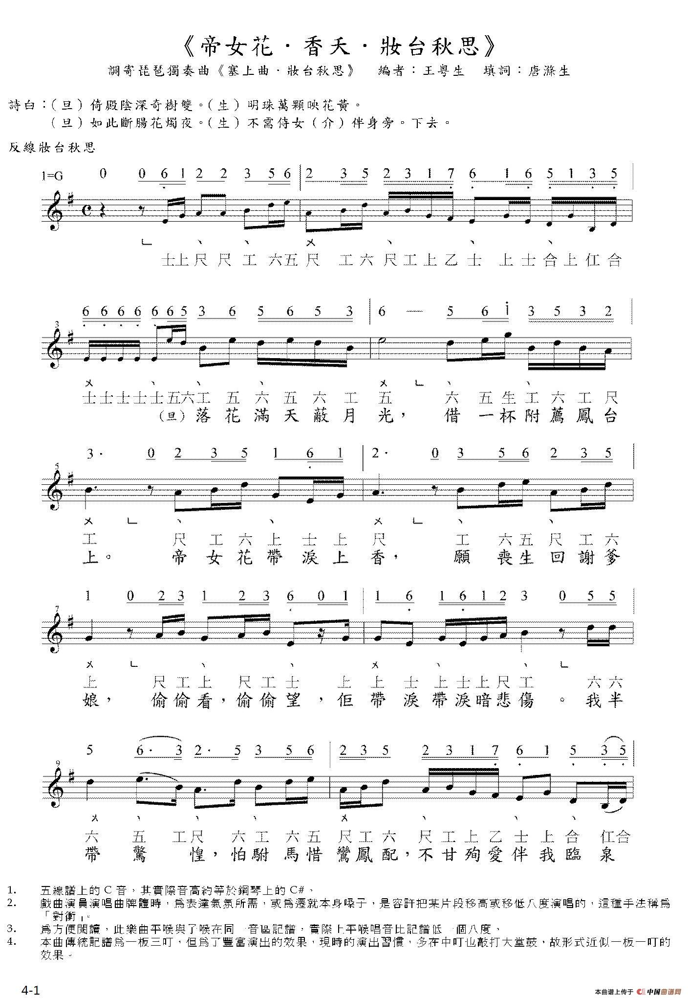 《帝女花·香夭·妝台秋思》
調寄琵琶獨奏曲《塞上曲·妝台秋思》 編者：王粵生 填詞：唐滌生
詩白：（旦）倚殿陰深奇樹雙。（生）明珠萬顆映花黃。
（旦）如此斷腸花燭夜。（生）不需侍女（介）伴身旁。下去。
反線妝台秋思
1=G 0 0 6 1 2 2 3 5 6 2 3 5 2 3 1 7 6 1 6 5 1 3 5
士上尺尺工六五尺工六尺工上乙士上士合上仜合
6 6 6 6 6 6 5 3 6 5 6 5 3 6 — 5 6 i 3 5 3 2
3
士士士士士五六工五六五六工五六五生工六工尺
（旦）落花滿天蔽月光，借一杯附薦鳳台
3· 0 2 3 5 1 6 1 2· 0 3 5 6 2 3 5
5
工尺工六上士上尺工六五尺工六
上。帝女花帶淚上香，願喪生回謝爹
1 0 2 3 1 2 3 6 0 1 1 6 1 6 1 2 3 0 5 5
7
上尺工上尺工士上上士上士上尺工六六
娘，偷偷看，偷偷望，佢帶淚帶淚暗悲傷。我半
5 6· 3 2· 5 3 5 6 2 3 5 2 3 1 7 6 1 5 3 5
9
六五工尺六工六五尺工六尺工上乙士上合仜合
帶驚惶，怕駙馬惜鸞鳳配，不甘殉愛伴我臨泉
1. 五線譜上的 C 音、其實際音高約等於鋼琴上的 C#。
2. 戲曲演員演唱曲牌體時，為表達氣氛所需，或為遷就本身嗓子，是容許把某片段移高或移低八度演唱的，這種手法稱為
「對衝」。
3. 為方便閱讀，此樂曲平喉與子喉在同一音區記譜，實際上平喉唱音比記譜低一個八度。
4. 本曲傳統記譜為一板三叮，但為了豐富演出的效果，現時的演出習慣，多在中叮也敲打大堂鼓，故形式近似一板一叮的
效果。
4-1
本曲谱上传于 中国曲谱网